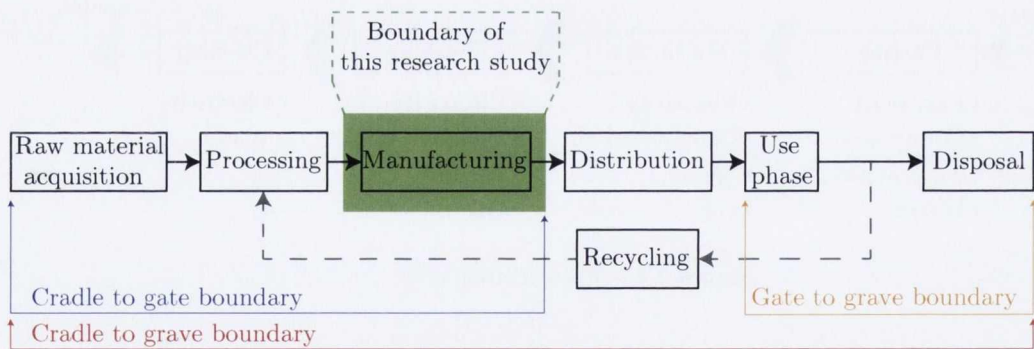 Boundary of
this research study
Raw material
acquisition
Processing
Manufacturing
Distribution
Use
phase
Disposal
Recycling
Cradle to gate boundary
Gate to grave boundary
Cradle to grave boundary